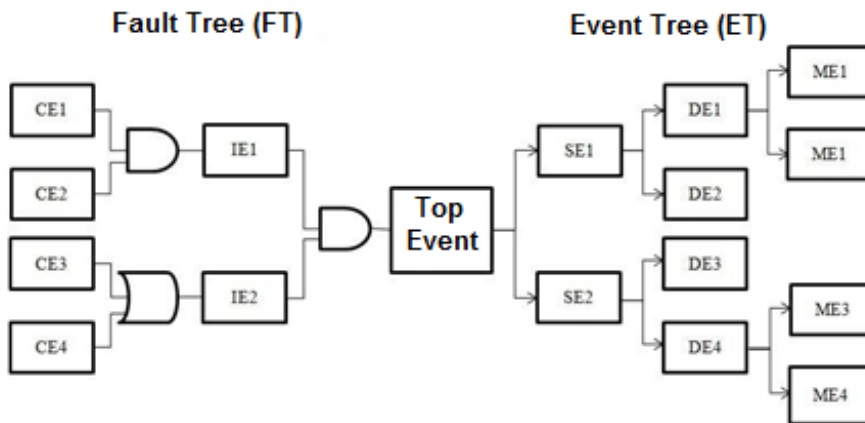 Fault Tree (FT)
Event Tree (ET)
CE1
CE2
CE3
CE4
IE1
IE2
Top
Event
SE1
SE2
DE1
DE2
DE3
DE4
ME1
ME1
ME3
ME4